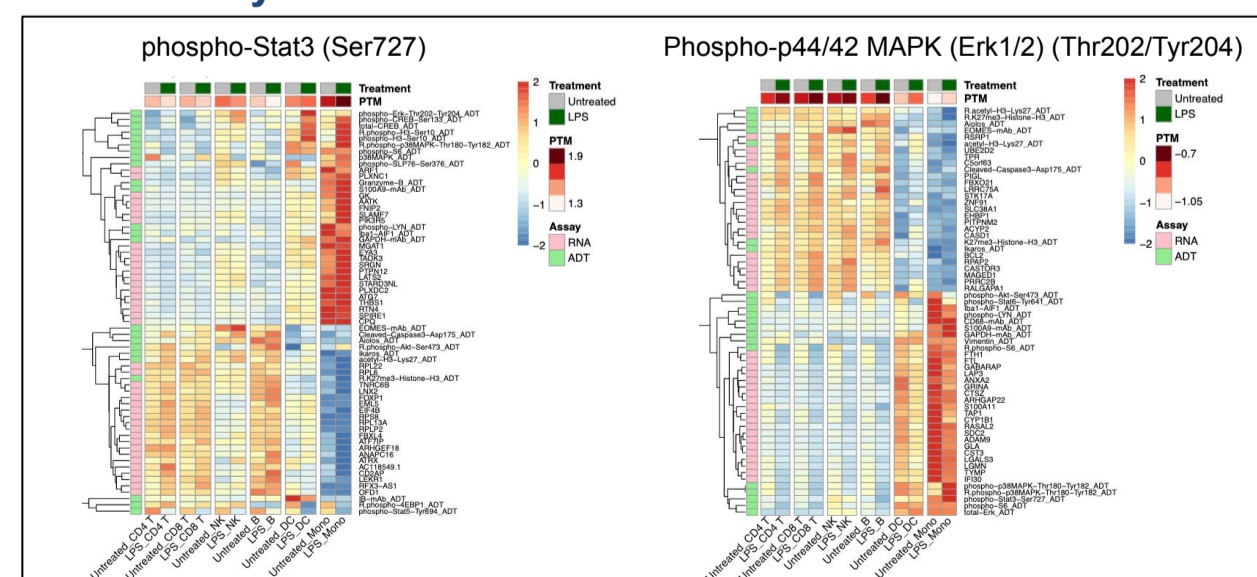 phospho-Stat3 (Ser727)
Treatment
PTM
phospho-Erk-Thr202-Tyr204_ADT
phospho-CREB-Ser133_ADT
total-CREB_ADT
R.phospho-H3-Ser10_ADT
phospho-H3-Ser10_ADT
R.phospho-p38MAPK-Thr180-Tyr182_ADT
phospho-S6_ADT
p38MAPK_ADT
phospho-SLP76-Ser376_ADT
ARF1
PLXNC1
Granzyme-B_ADT
S100A9-mAb_ADT
GK
AATK
FNIP2
SLAMF7
PIK3R5
phospho-LYN_ADT
Iba1-AIF1_ADT
GAPDH-mAb_ADT
MGAT1
EYA3
TAOK3
SRGN
PTPN12
LATS2
STARD3NL
PLXDC2
ATG7
THBS1
RTN4
SPIRE1
CPQ
EOMES-mAb_ADT
Cleaved-Caspase3-Asp175_ADT
Aiolos_ADT
R.phospho-Akt-Ser473_ADT
Ikaros_ADT
acetyl-H3-Lys27_ADT
RPL22
RPL6
R.K27me3-Histone-H3_ADT
TNRC6B
LNX2
FOXP1
EML5
EIF4B
RPS8
RPL13A
RPLP2
FBXL4
ATF7IP
ARHGEF18
ANAPC16
ATRX
AC118549.1
CD2AP
LEKR1
RFX3-AS1
OFD1
R.phospho-4EBP1_ADT
phospho-Stat5-Tyr694_ADT
Untreated_CD4 T
LPS_CD4 T
Untreated_CD8 T
LPS_CD8 T
Untreated_NK
LPS_NK
Untreated_B
LPS_B
Untreated_DC
LPS_DC
Untreated_Mono
LPS_Mono
2
1
0
−1
−2
Treatment
Untreated
LPS
PTM
1.9
1.3
Assay
RNA
ADT
Phospho-p44/42 MAPK (Erk1/2) (Thr202/Tyr204)
Treatment
PTM
R.acetyl-H3-Lys27_ADT
R.K27me3-Histone-H3_ADT
Aiolos_ADT
EOMES-mAb_ADT
RSRP1
acetyl-H3-Lys27_ADT
UBE2D2
TPR
C5orf63
Cleaved-Caspase3-Asp175_ADT
PIGL
FBXO21
LRRC75A
STK17A
ZNF91
SLC38A1
EHBP1
PITPNM2
ACYP2
CASD1
K27me3-Histone-H3_ADT
Ikaros_ADT
BCL2
RPAP2
CASTOR3
MAGED1
PRRC2B
RALGAPA1
phospho-Akt-Ser473_ADT
phospho-Stat6-Tyr641_ADT
Iba1-AIF1_ADT
phospho-LYN_ADT
CD68-mAb_ADT
S100A9-mAb_ADT
GAPDH-mAb_ADT
Vimentin_ADT
R.phospho-S6_ADT
FTH1
FTL
GABARAP
LAP3
ANXA2
GRINA
CTSZ
ARHGAP22
S100A11
TAP1
CYP1B1
RASAL2
SDC2
ADAM9
GLA
CST3
LGALS3
LGMN
TYMP
IFI30
phospho-p38MAPK-Thr180-Tyr182_ADT
R.phospho-p38MAPK-Thr180-Tyr182_ADT
phospho-Stat3-Ser727_ADT
phospho-S6_ADT
total-Erk_ADT
Untreated_CD4 T
LPS_CD4 T
Untreated_CD8 T
LPS_CD8 T
Untreated_NK
LPS_NK
Untreated_B
LPS_B
Untreated_DC
LPS_DC
Untreated_Mono
LPS_Mono
2
1
0
−1
−2
Treatment
Untreated
LPS
PTM
−0.7
−1.05
Assay
RNA
ADT